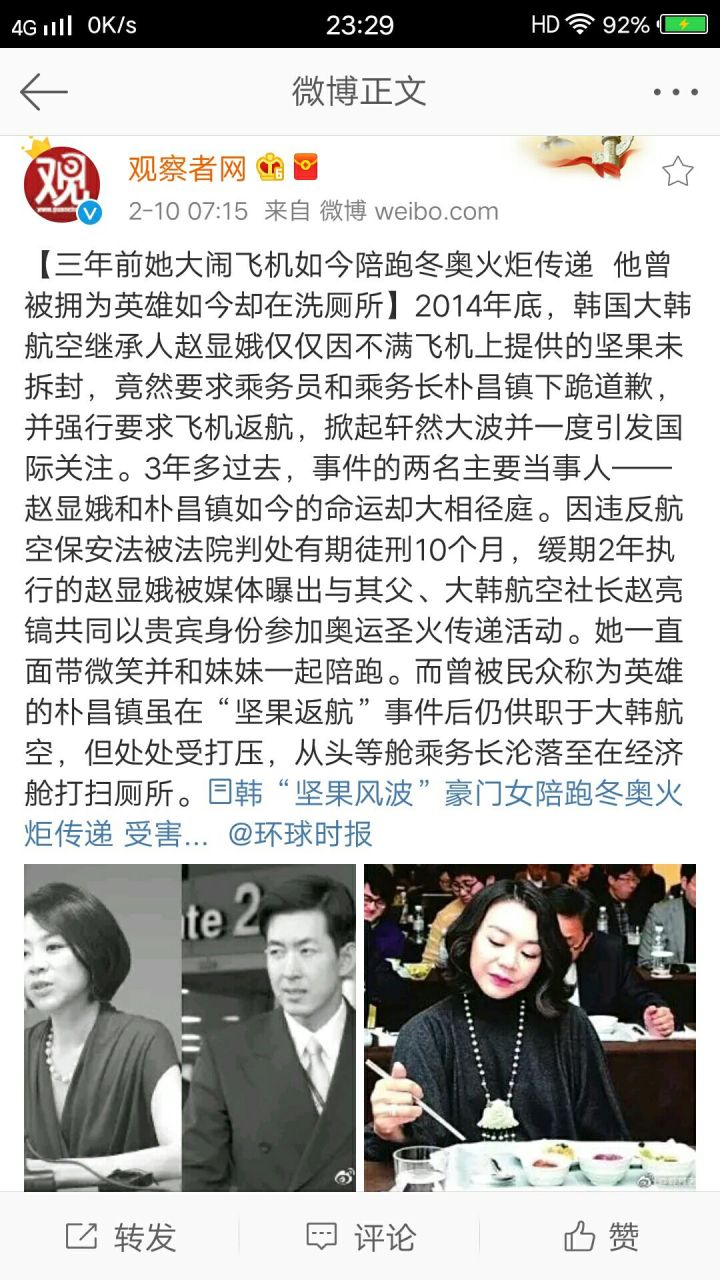 4G 0K/s 23:29 HD 92%
微博正文
观察者网
2-10 07:15 来自 微博 weibo.com
【三年前她大闹飞机如今陪跑冬奥火炬传递 他曾
被拥为英雄如今却在洗厕所】2014年底，韩国大韩
航空继承人赵显娥仅仅因不满飞机上提供的坚果未
拆封，竟然要求乘务员和乘务长朴昌镇下跪道歉，
并强行要求飞机返航，掀起轩然大波并一度引发国
际关注。3年多过去，事件的两名主要当事人——
赵显娥和朴昌镇如今的命运却大相径庭。因违反航
空保安法被法院判处有期徒刑10个月，缓期2年执
行的赵显娥被媒体曝出与其父、大韩航空社长赵亮
镐共同以贵宾身份参加奥运圣火传递活动。她一直
面带微笑并和妹妹一起陪跑。而曾被民众称为英雄
的朴昌镇虽在“坚果返航”事件后仍供职于大韩航
空，但处处受打压，从头等舱乘务长沦落至在经济
舱打扫厕所。韩“坚果风波”豪门女陪跑冬奥火
炬传递 受害... @环球时报
te 2
转发 评论 赞